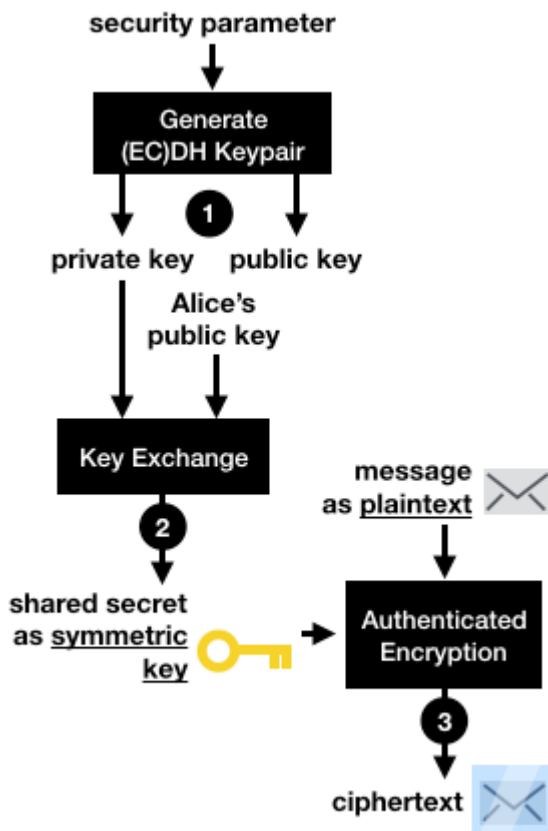 security parameter
Generate
(EC)DH Keypair
1
private key
public key
Alice's
public key
Key Exchange
2
message
as plaintext
shared secret
as symmetric
key
Authenticated
Encryption
3
ciphertext